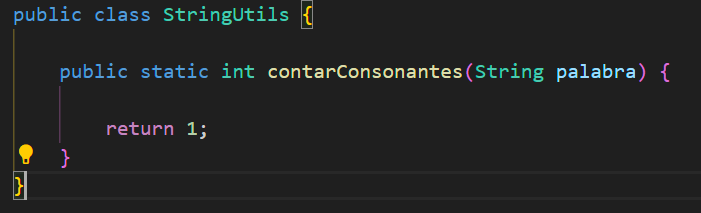 public class StringUtils {
public static int contarConsonantes(String palabra) {
return 1;
}
}